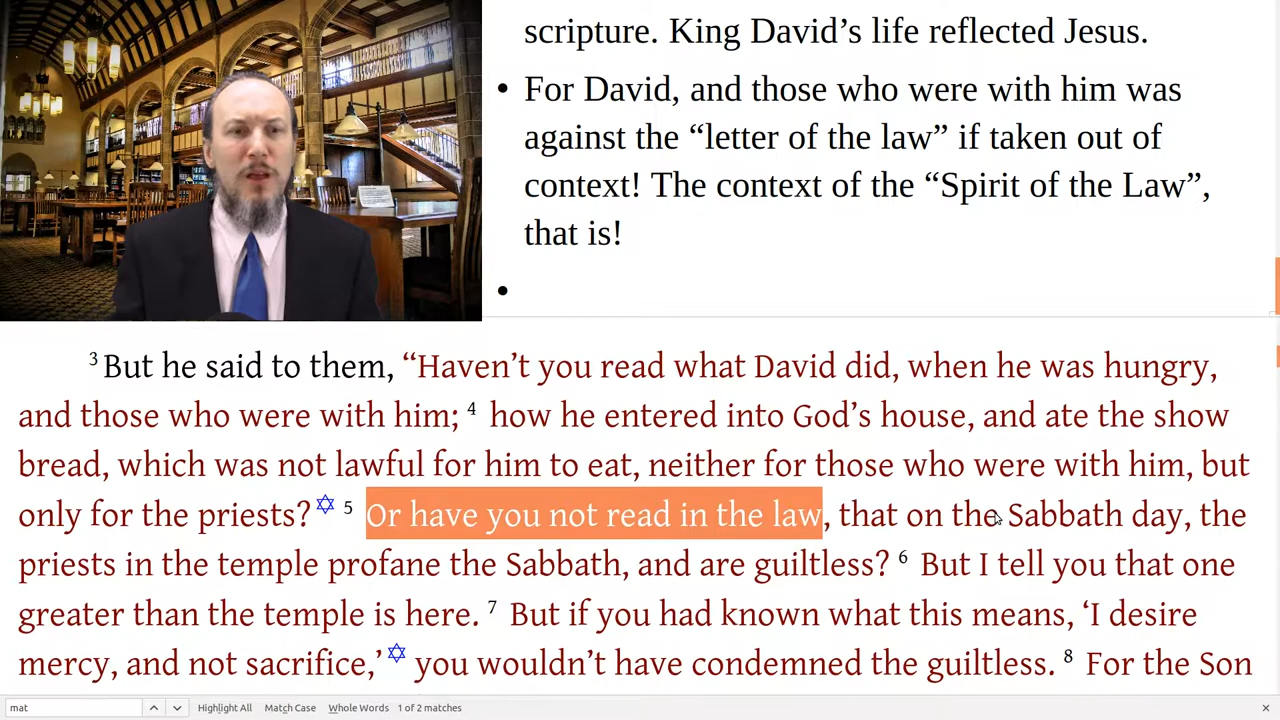 scripture. King David’s life reflected Jesus.
• For David, and those who were with him was
against the “letter of the law” if taken out of
context! The context of the “Spirit of the Law”,
that is!
•
3 But he said to them, “Haven’t you read what David did, when he was hungry,
and those who were with him; 4 how he entered into God’s house, and ate the show
bread, which was not lawful for him to eat, neither for those who were with him, but
only for the priests?✡ 5 Or have you not read in the law, that on the Sabbath day, the
priests in the temple profane the Sabbath, and are guiltless? 6 But I tell you that one
greater than the temple is here. 7 But if you had known what this means, ‘I desire
mercy, and not sacrifice,’✡ you wouldn’t have condemned the guiltless. 8 For the Son
mat Highlight All Match Case Whole Words 1 of 2 matches